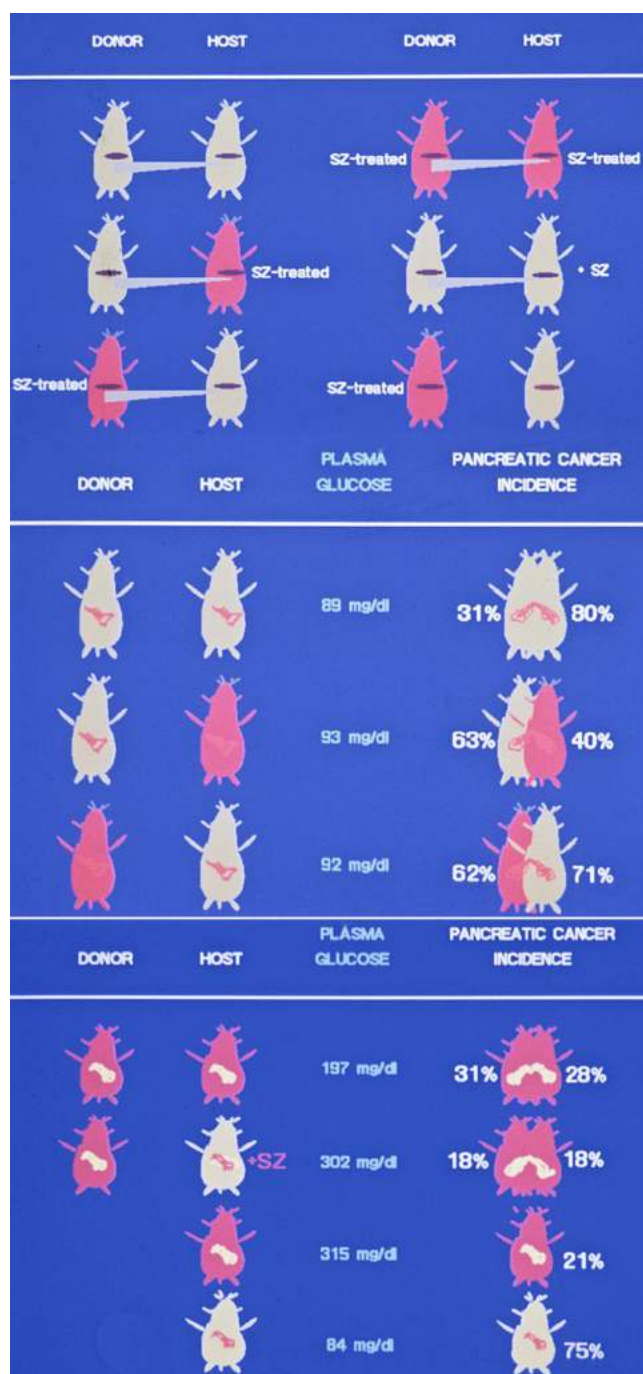 DONOR HOST DONOR HOST
SZ-treated SZ-treated
SZ-treated + SZ
SZ-treated SZ-treated
PLASMA PANCREATIC CANCER
DONOR HOST GLUCOSE INCIDENCE
89 mg/dl 31% 80%
93 mg/dl 63% 40%
92 mg/dl 62% 71%
PLASMA PANCREATIC CANCER
DONOR HOST GLUCOSE INCIDENCE
197 mg/dl 31% 28%
+SZ 302 mg/dl 18% 18%
315 mg/dl 21%
84 mg/dl 75%